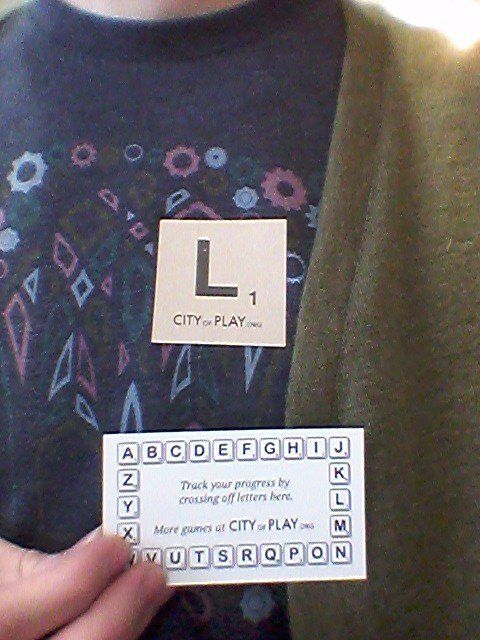 L 1
CITY OF PLAY.ORG
A B C D E F G H I J
Z K
Track your progress by
crossing off letters here.
Y L
X M
More games at CITY OF PLAY.ORG
V U T S R Q P O N